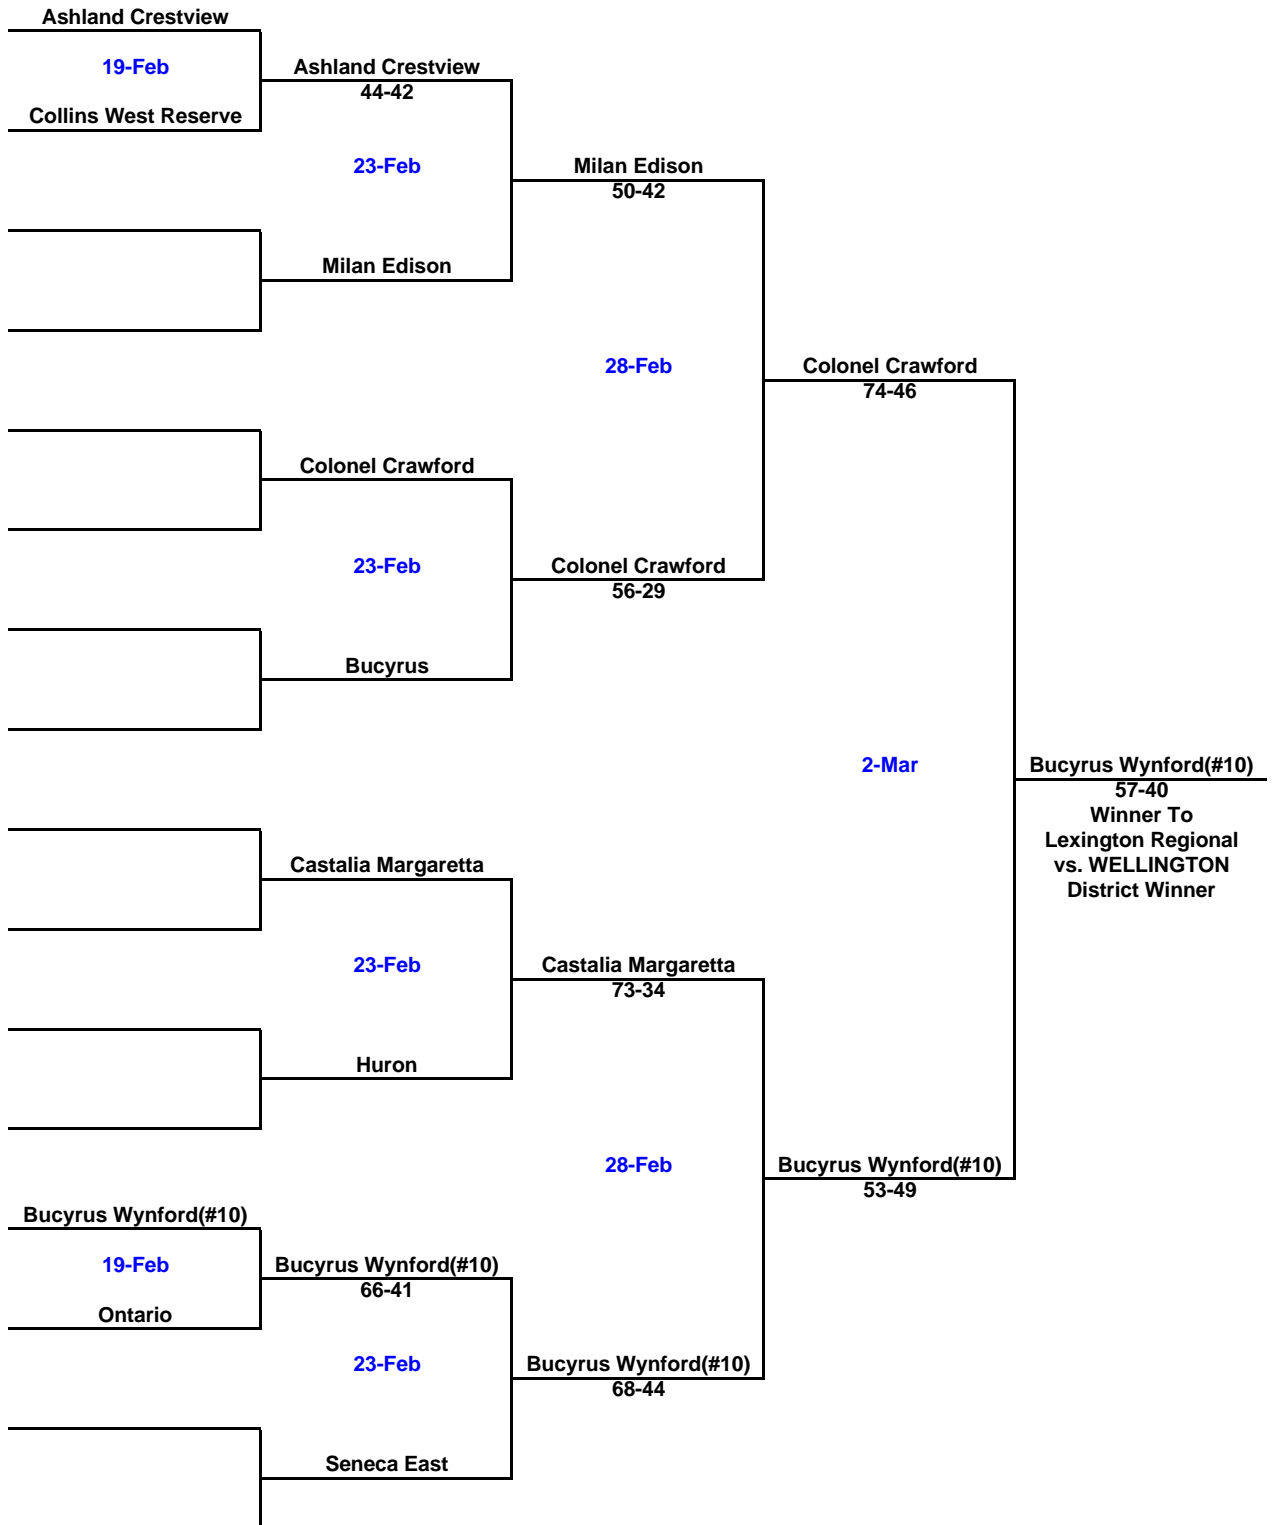 Ashland Crestview
19-Feb
Ashland Crestview
44-42
Collins West Reserve
23-Feb
Milan Edison
50-42
Milan Edison
28-Feb
Colonel Crawford
74-46
Colonel Crawford
23-Feb
Colonel Crawford
56-29
Bucyrus
2-Mar
Bucyrus Wynford(#10)
57-40
Winner To
Lexington Regional
vs. WELLINGTON
District Winner
Castalia Margaretta
23-Feb
Castalia Margaretta
73-34
Huron
28-Feb
Bucyrus Wynford(#10)
53-49
Bucyrus Wynford(#10)
19-Feb
Bucyrus Wynford(#10)
66-41
Ontario
23-Feb
Bucyrus Wynford(#10)
68-44
Seneca East